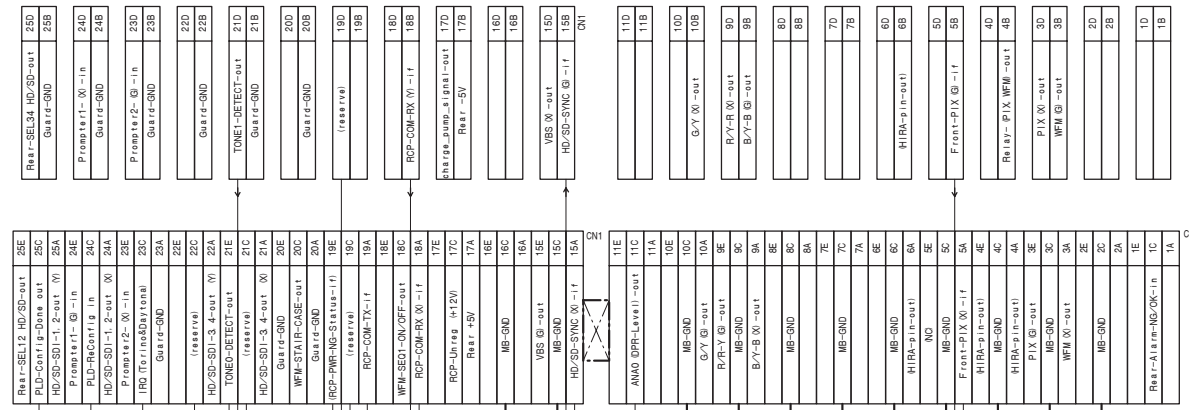 Rear-SEL34 HD/SD-out 25D
Guard-GND 25B
Prompter1-(X)-in 24D
Guard-GND 24B
Prompter2-(G)-in 23D
Guard-GND 23B
22D
Guard-GND 22B
TONE1-DETECT-out 21D
Guard-GND 21B
20D
Guard-GND 20B
(reserve) 19D
19B
18D
RCP-COM-RX (Y)-if 18B
charge_pump_signal-out 17D
Rear -5V 17B
16D
16B
VBS (X)-out 15D
HD/SD-SYNC (G)-if 15B
CN1
11D
11B
10D
G/Y (X)-out 10B
R/Y-R (X)-out 9D
B/Y-B (G)-out 9B
8D
8B
7D
7B
6D
(HIRA-pin-out) 6B
5D
Front-PIX (G)-if 5B
4D
Relay-(PIX,WFM)-out 4B
PIX (X)-out 3D
WFM (G)-out 3B
2D
2B
1D
1B
Rear-SEL12 HD/SD-out 25E
PLD-Config-Done out 25C
HD/SD-SDI-1,2-out (Y) 25A
Prompter1-(G)-in 24E
PLD-ReConfig in 24C
HD/SD-SDI-1,2-out (X) 24A
Prompter2-(X)-in 23E
IRQ(Torino&Daytona) 23C
Guard-GND 23A
22E
(reserve) 22C
HD/SD-SDI-3,4-out (Y) 22A
TONE0-DETECT-out 21E
(reserve) 21C
HD/SD-SDI-3,4-out (X) 21A
Guard-GND 20E
WFM-STAIR-CASE-out 20C
Guard-GND 20A
(RCP-PWR-NG-Status-if) 19E
(reserve) 19C
RCP-COM-TX-if 19A
18E
WFM-SEQ1-ON/OFF-out 18C
RCP-COM-RX (X)-if 18A
17E
RCP-Unreg (+12V) 17C
Rear +5V 17A
16E
MB-GND 16C
16A
VBS (G)-out 15E
MB-GND 15C
HD/SD-SYNC (X)-if 15A
CN1
11E
ANAO (DPR-Level)-out 11C
11A
10E
MB-GND 10C
G/Y (G)-out 10A
R/R-Y (G)-out 9E
MB-GND 9C
B/Y-B (X)-out 9A
8E
MB-GND 8C
8A
7E
MB-GND 7C
7A
6E
MB-GND 6C
(HIRA-pin-out) 6A
(NC) 5E
MB-GND 5C
Front-PIX (X)-if 5A
(HIRA-pin-out) 4E
MB-GND 4C
(HIRA-pin-out) 4A
PIX (G)-out 3E
MB-GND 3C
WFM (X)-out 3A
2E
MB-GND 2C
2A
1E
Rear-Alarm-NG/OK-in 1C
1A
C